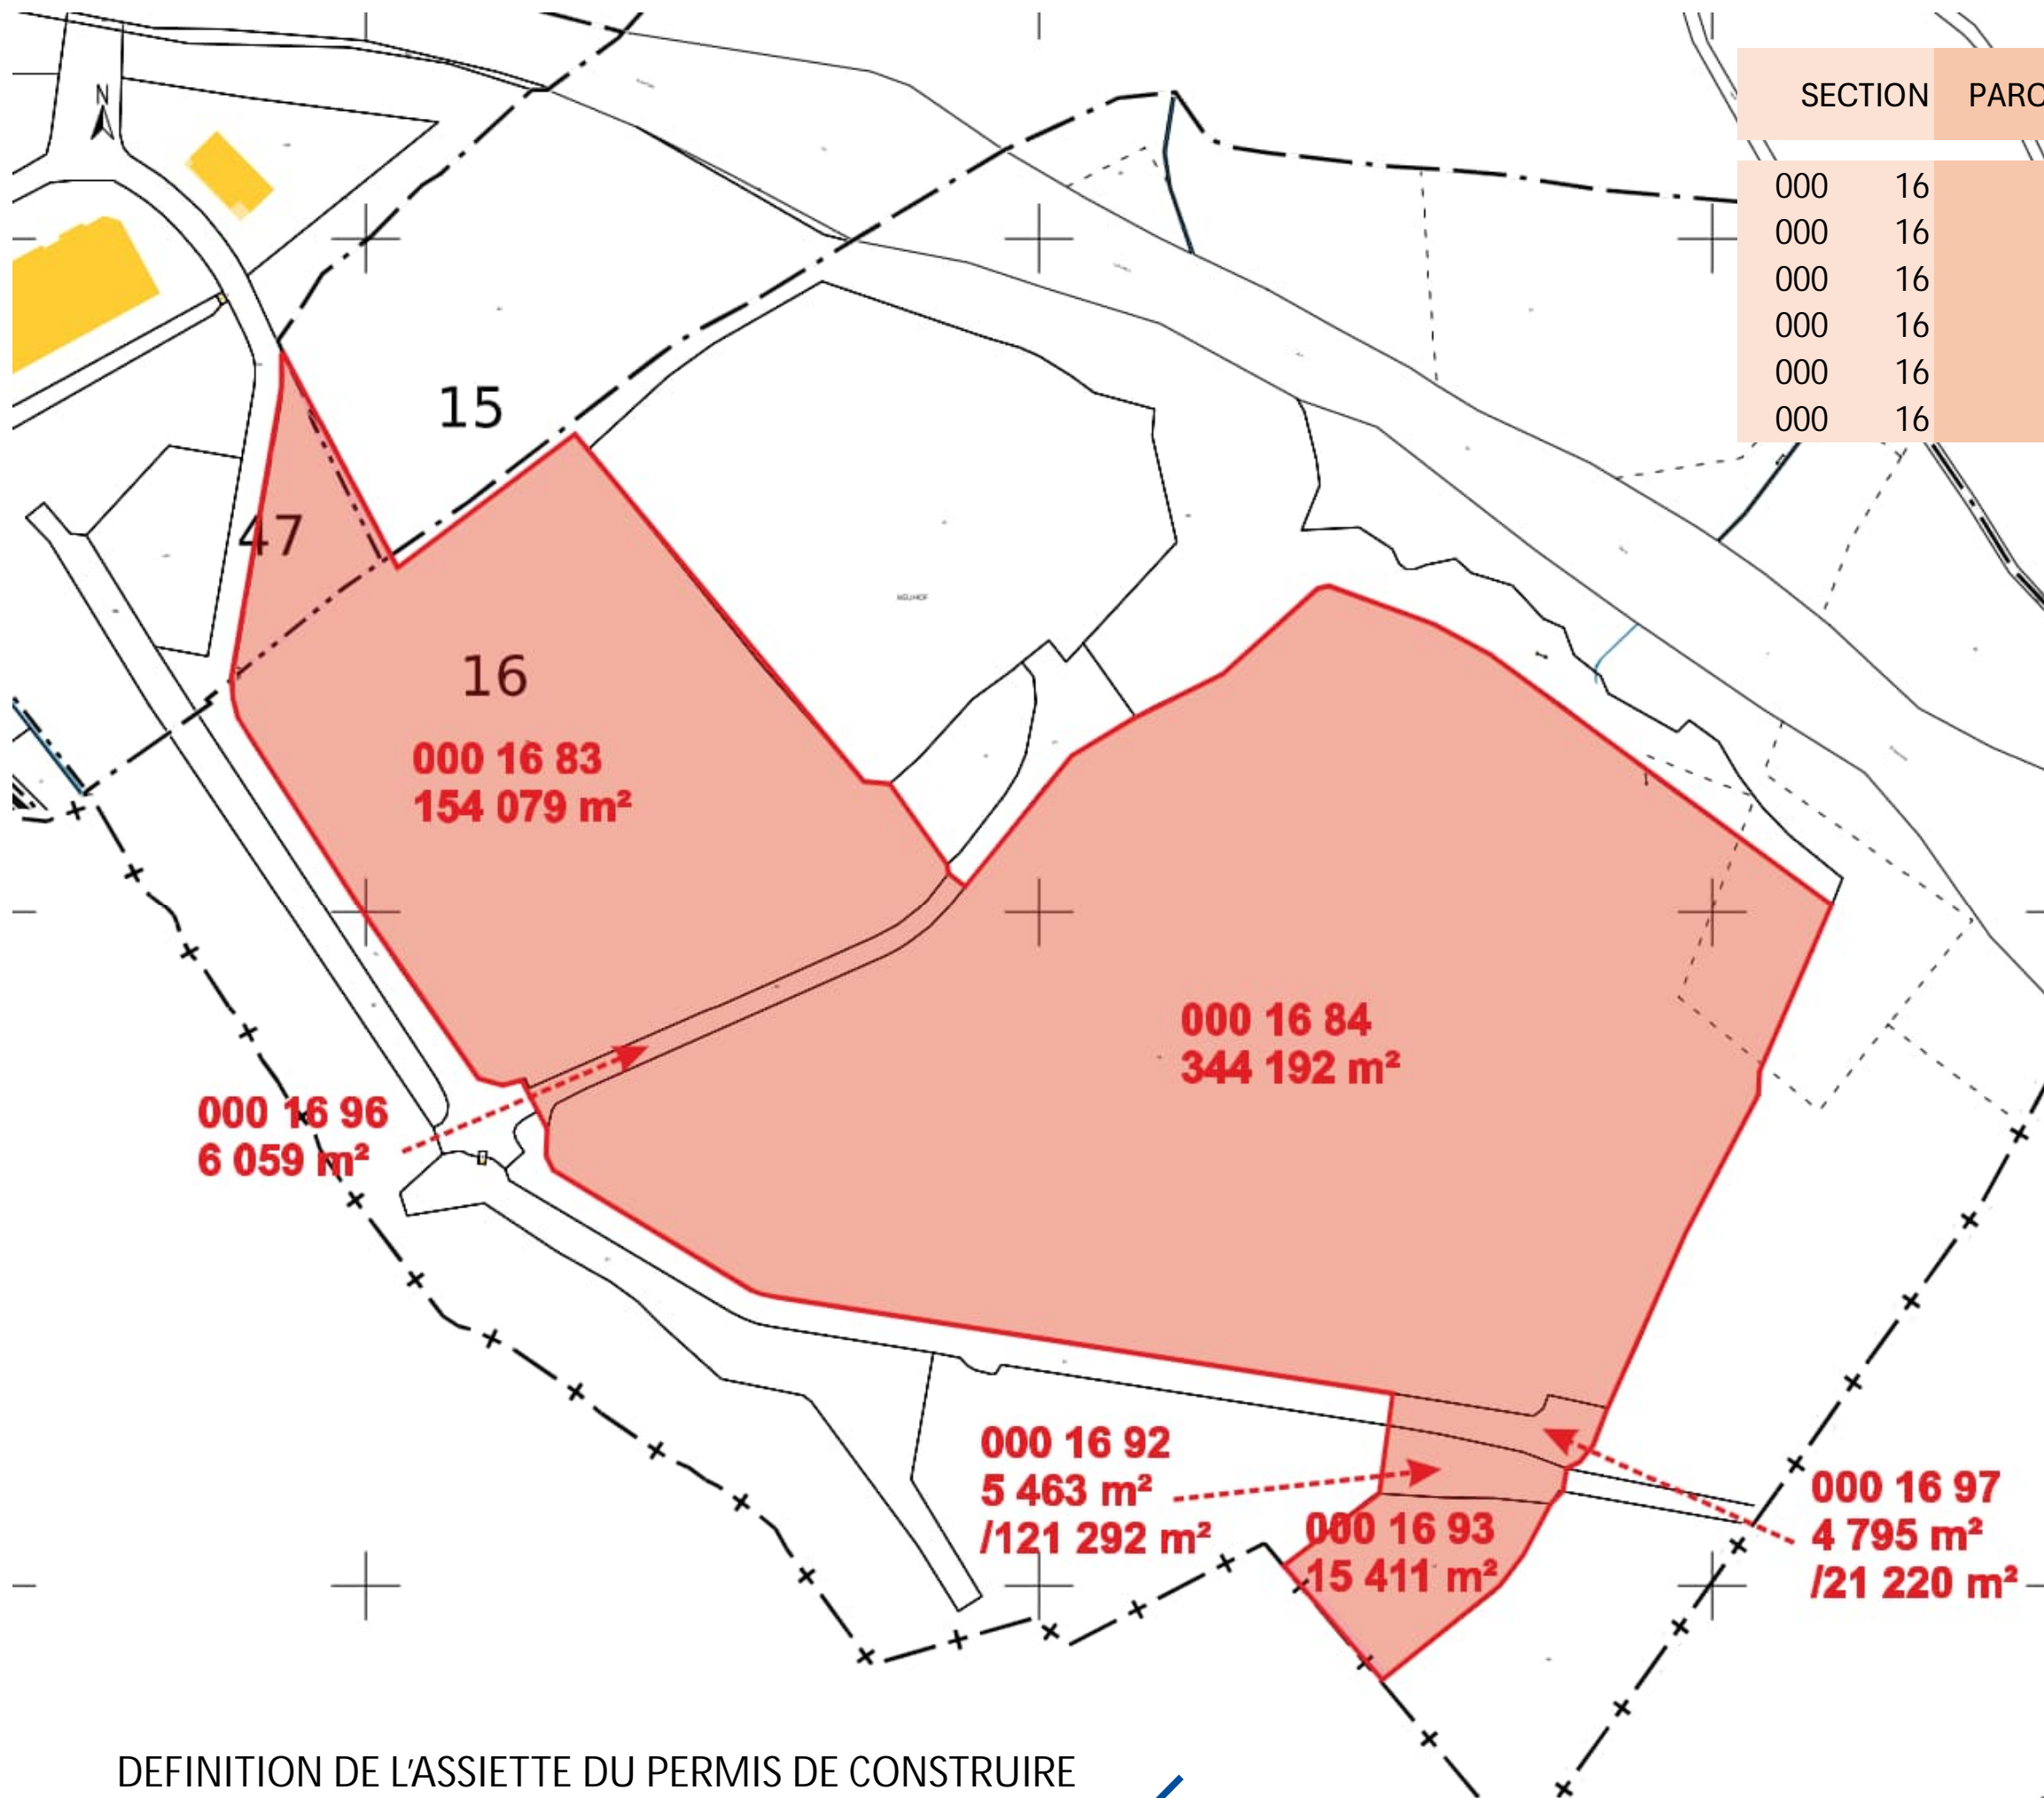 N
SECTION PARC
000 16
000 16
000 16
000 16
000 16
000 16
15
47
16
NEUHOF
000 16 83
154 079 m²
000 16 84
344 192 m²
000 16 96
6 059 m²
000 16 92
5 463 m²
/121 292 m²
000 16 93
15 411 m²
000 16 97
4 795 m²
/21 220 m²
DEFINITION DE L'ASSIETTE DU PERMIS DE CONSTRUIRE